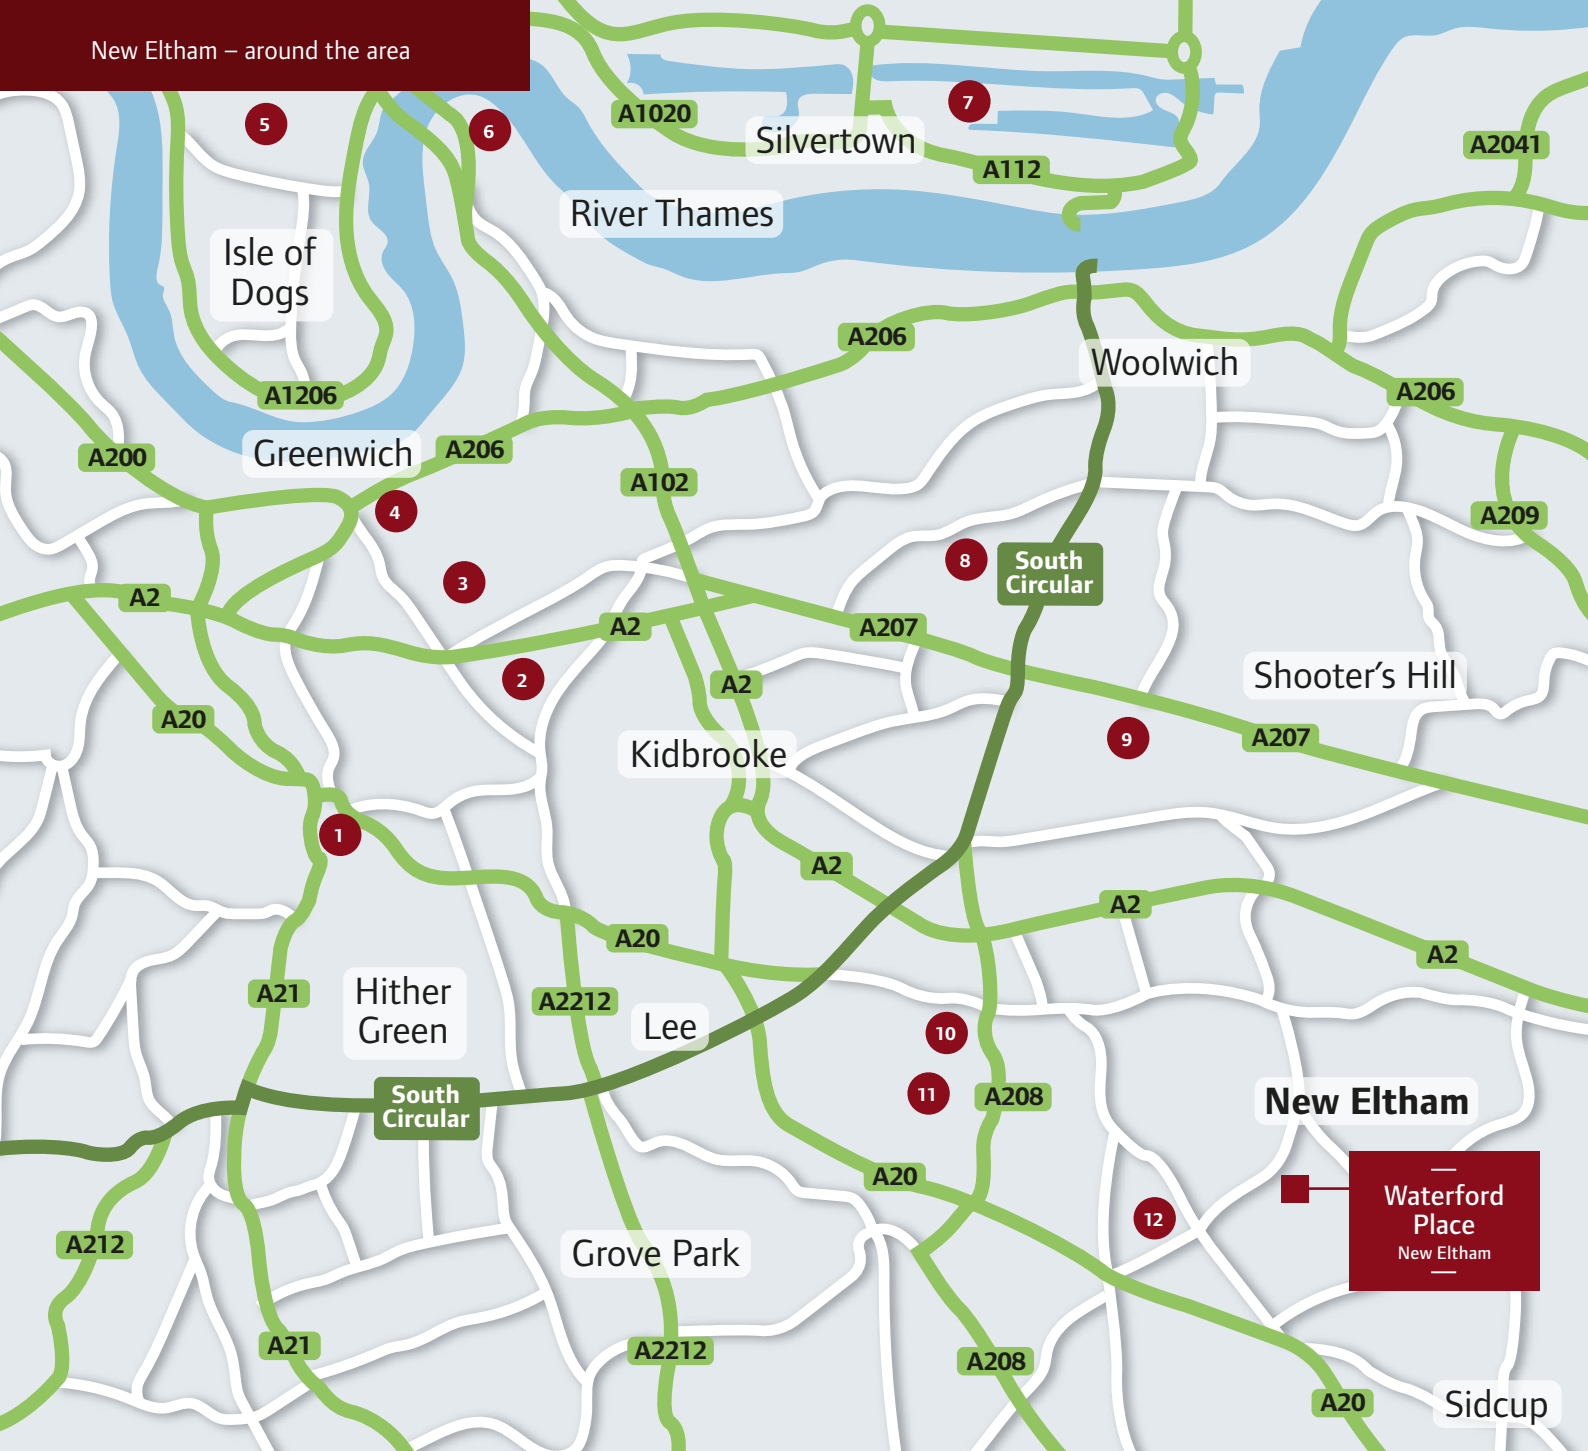 New Eltham – around the area
5
6
7
A1020
Silvertown
A112
A2041
River Thames
Isle of
Dogs
A206
Woolwich
A1206
A206
A200
Greenwich
A206
A102
4
A209
8
South
Circular
3
A2
A2
A207
2
A2
Shooter’s Hill
A20
9
A207
Kidbrooke
1
A2
A2
A20
A2
A21
Hither
Green
A2212
Lee
10
11
A208
New Eltham
South
Circular
A20
Waterford
Place
New Eltham
12
A212
Grove Park
A21
A2212
A208
A20
Sidcup